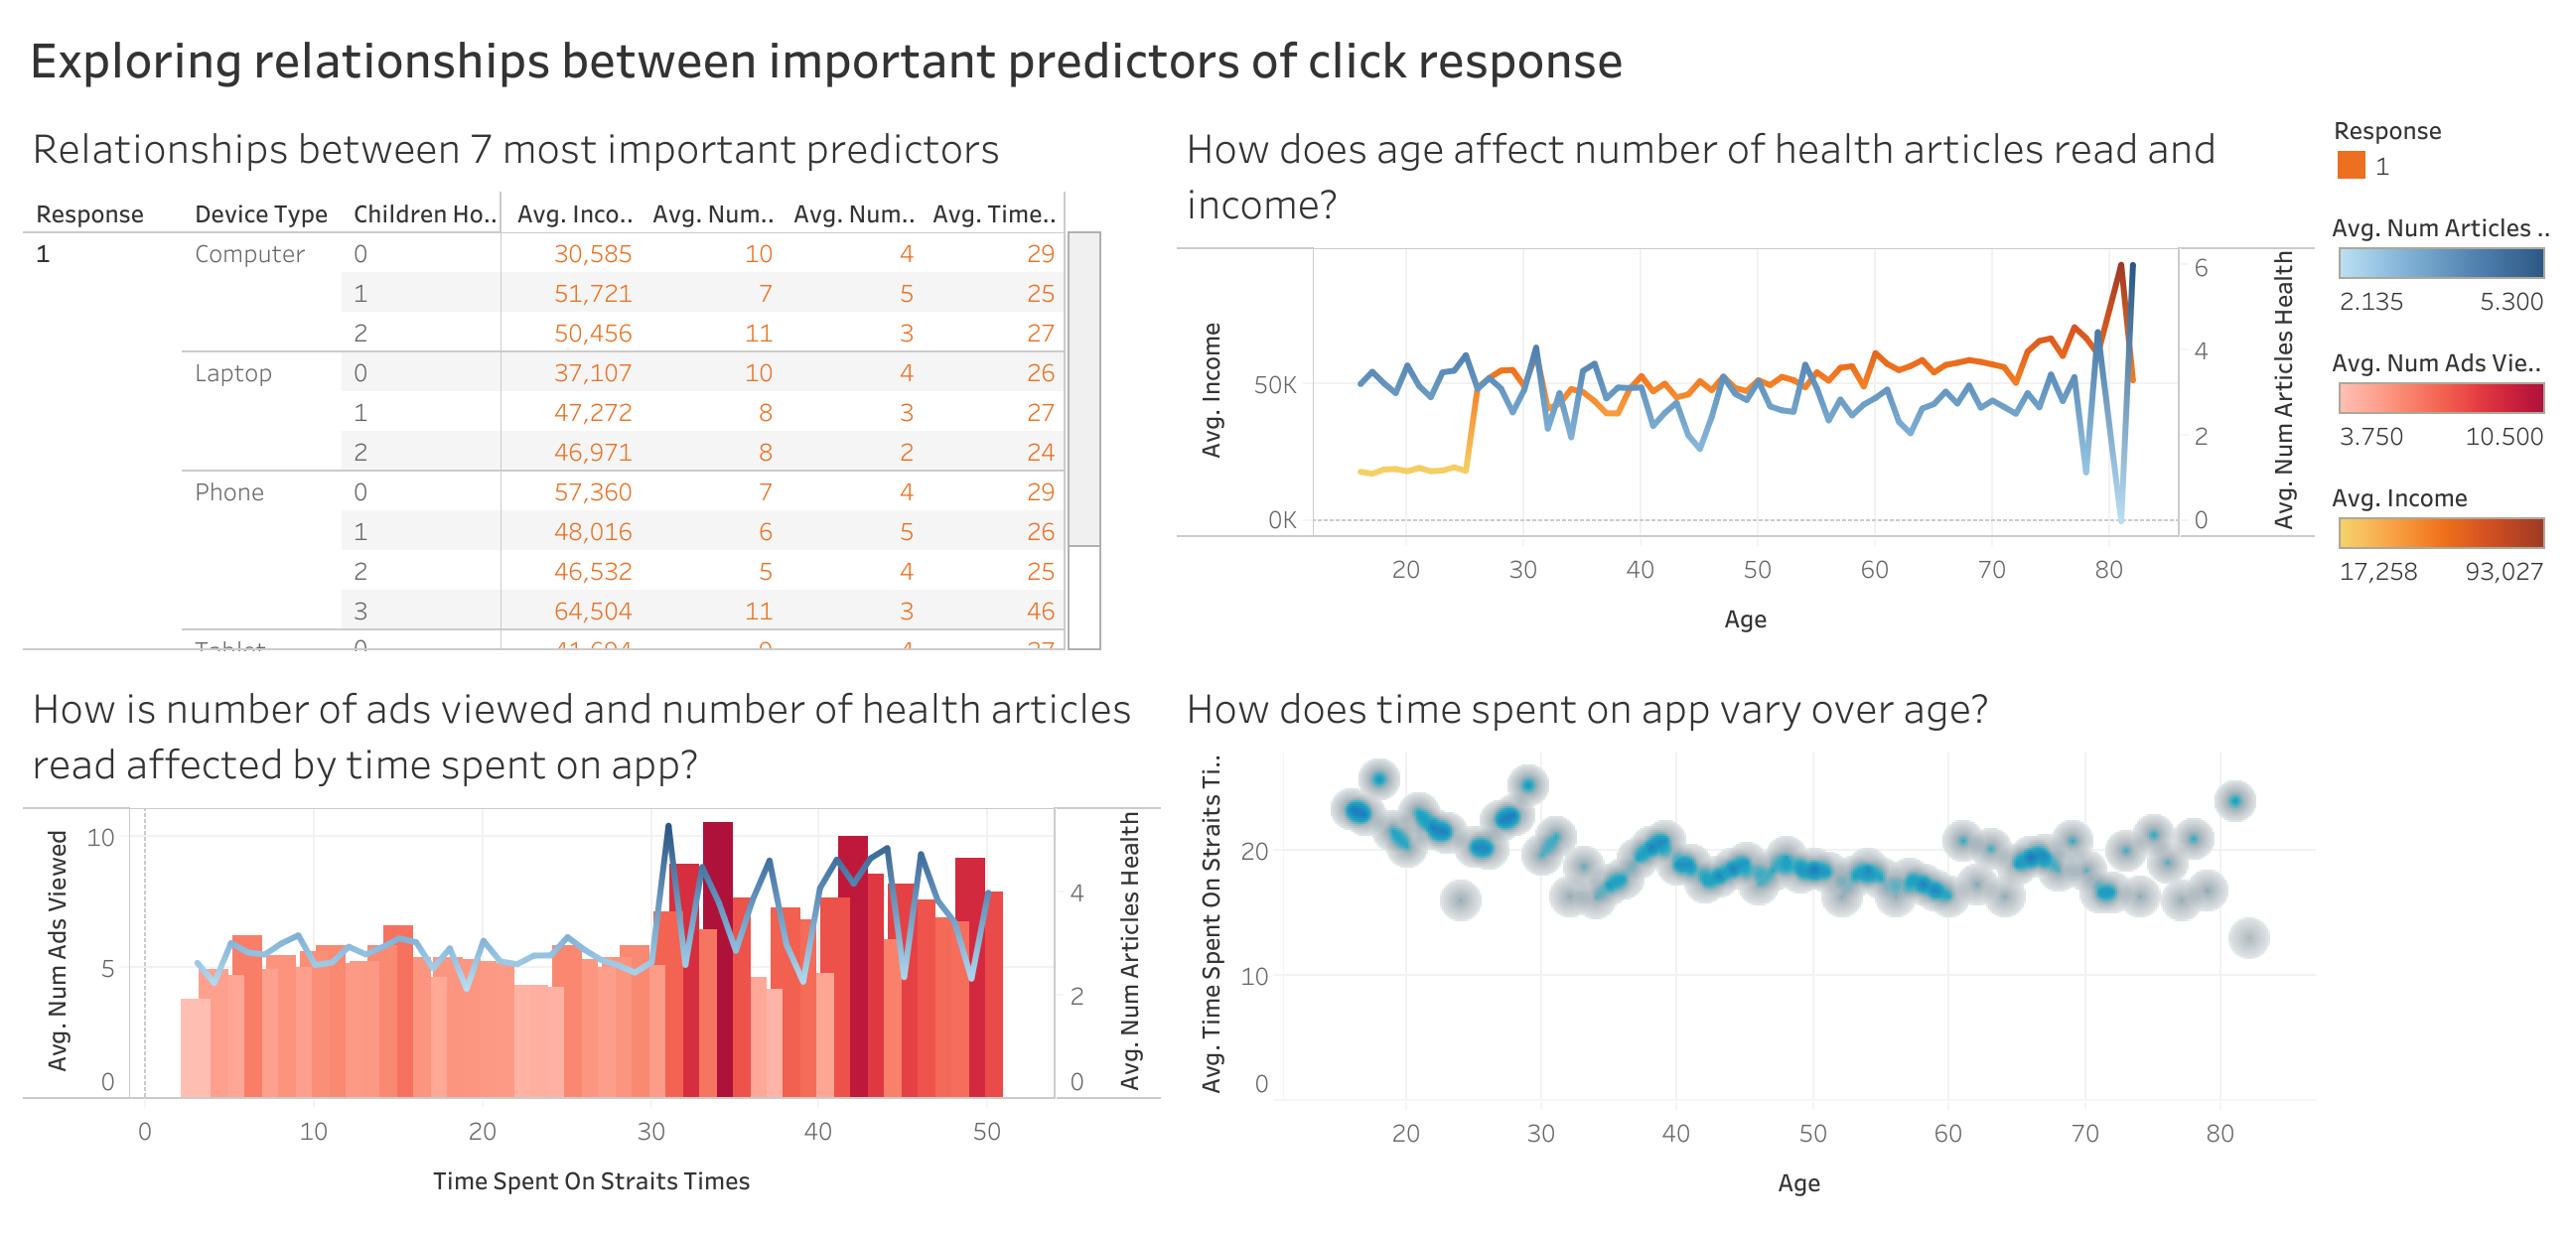 Exploring relationships between important predictors of click response
Relationships between 7 most important predictors
Response Device Type Children Ho.. Avg. Inco.. Avg. Num.. Avg. Num.. Avg. Time..
1 Computer 0 30,585 10 4 29
1 51,721 7 5 25
2 50,456 11 3 27
Laptop 0 37,107 10 4 26
1 47,272 8 3 27
2 46,971 8 2 24
Phone 0 57,360 7 4 29
1 48,016 6 5 26
2 46,532 5 4 25
3 64,504 11 3 46
Tablet 0
How does age affect number of health articles read and
income?
Avg. Income
50K
0K
6
4
2
0
Avg. Num Articles Health
20 30 40 50 60 70 80
Age
Response
1
Avg. Num Articles ..
2.135 5.300
Avg. Num Ads Vie..
3.750 10.500
Avg. Income
17,258 93,027
How is number of ads viewed and number of health articles
read affected by time spent on app?
Avg. Num Ads Viewed
10
5
0
4
2
0
Avg. Num Articles Health
0 10 20 30 40 50
Time Spent On Straits Times
How does time spent on app vary over age?
Avg. Time Spent On Straits Ti..
20
10
0
20 30 40 50 60 70 80
Age